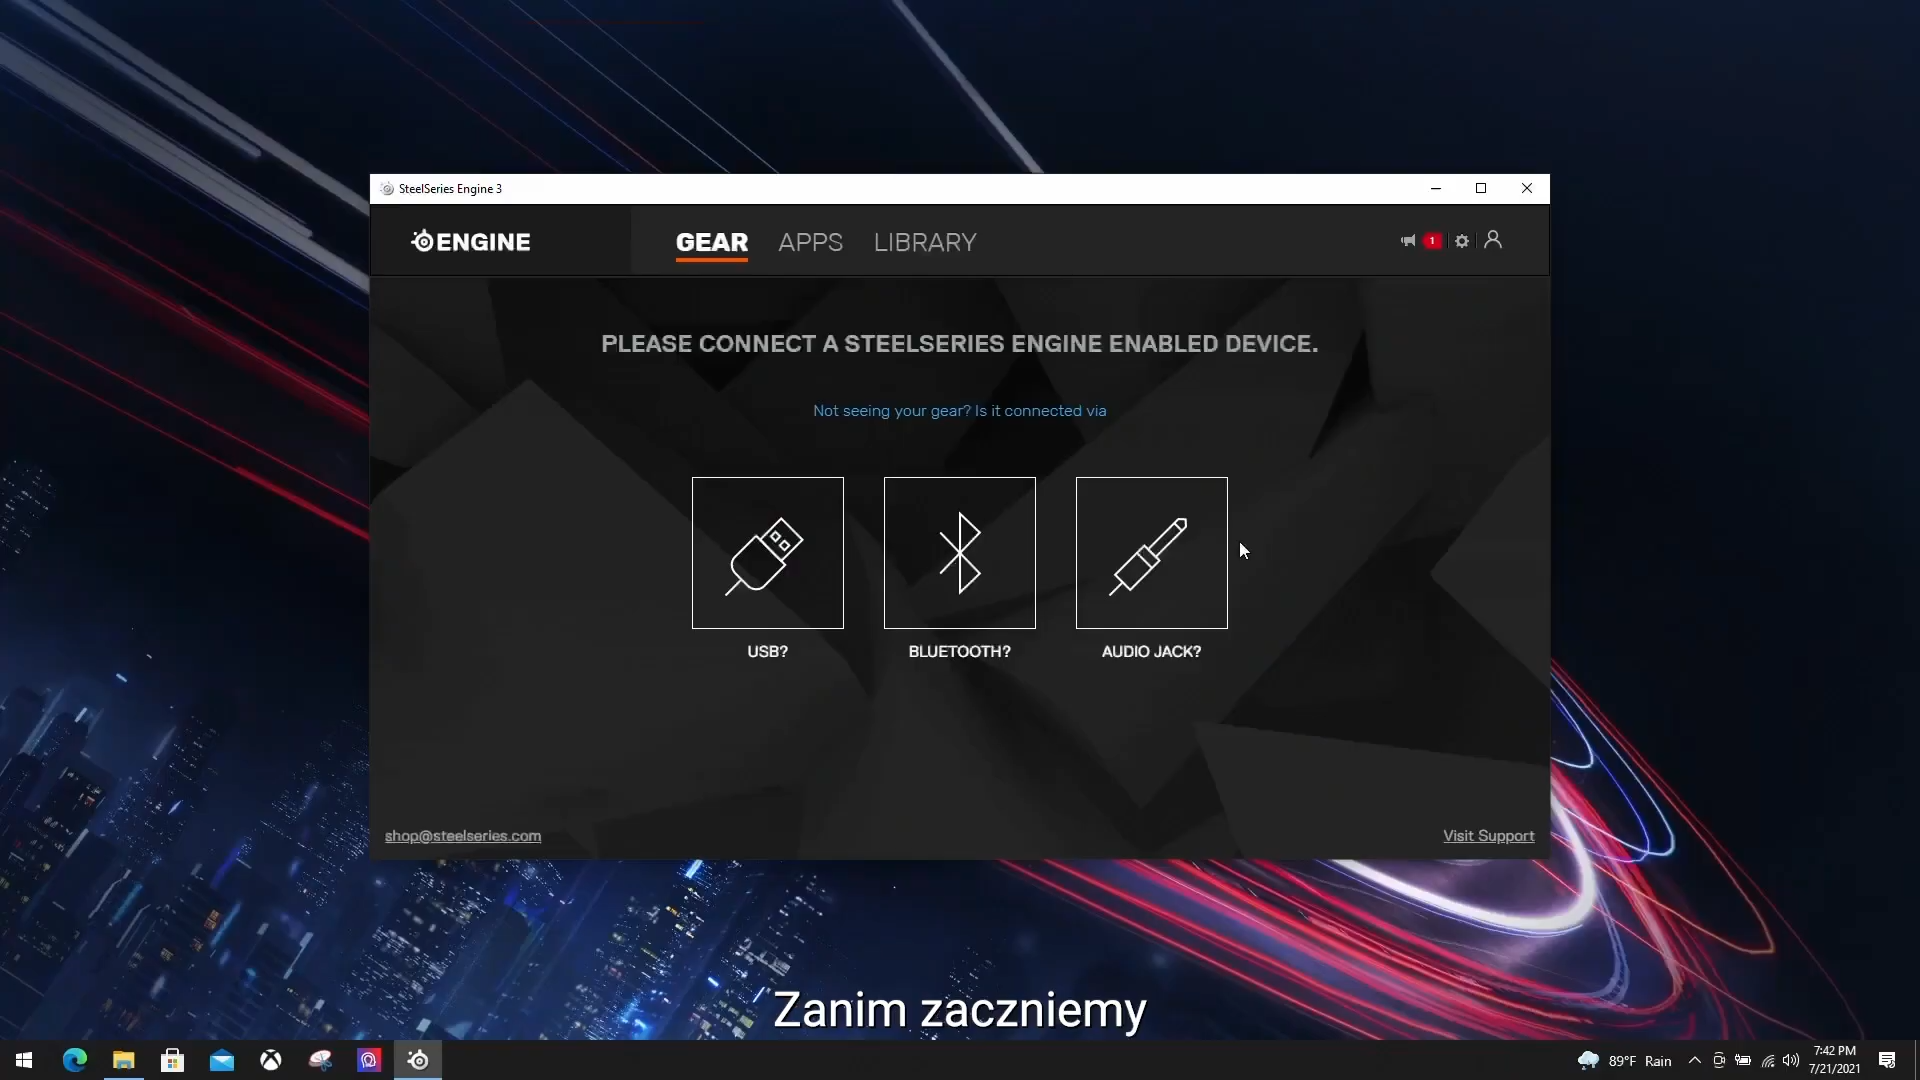 SteelSeries Engine 3
ENGINE
GEAR APPS LIBRARY
1
PLEASE CONNECT A STEELSERIES ENGINE ENABLED DEVICE.
Not seeing your gear? Is it connected via
USB? BLUETOOTH? AUDIO JACK?
shop@steelseries.com Visit Support
Zanim zaczniemy
89°F Rain
7:42 PM
7/21/2021